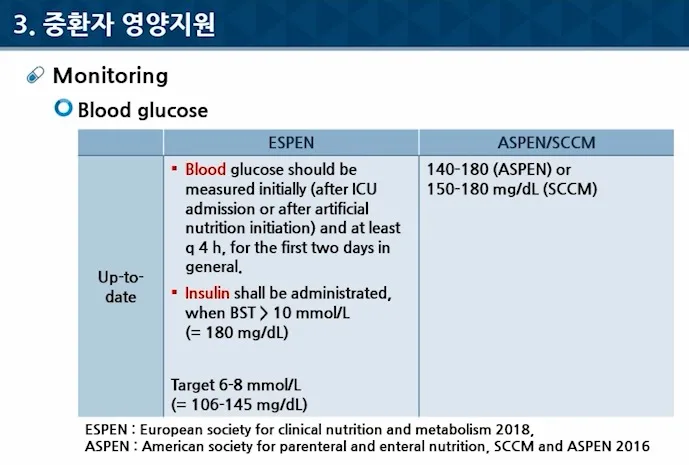 3. 중환자 영양지원
Monitoring
Blood glucose
ESPEN
ASPEN/SCCM
Up-to-
date
▪ Blood glucose should be
measured initially (after ICU
admission or after artificial
nutrition initiation) and at least
q 4 h, for the first two days in
general.
▪ Insulin shall be administrated,
when BST > 10 mmol/L
(= 180 mg/dL)
Target 6-8 mmol/L
(= 106-145 mg/dL)
140-180 (ASPEN) or
150-180 mg/dL (SCCM)
ESPEN : European society for clinical nutrition and metabolism 2018,
ASPEN : American society for parenteral and enteral nutrition, SCCM and ASPEN 2016